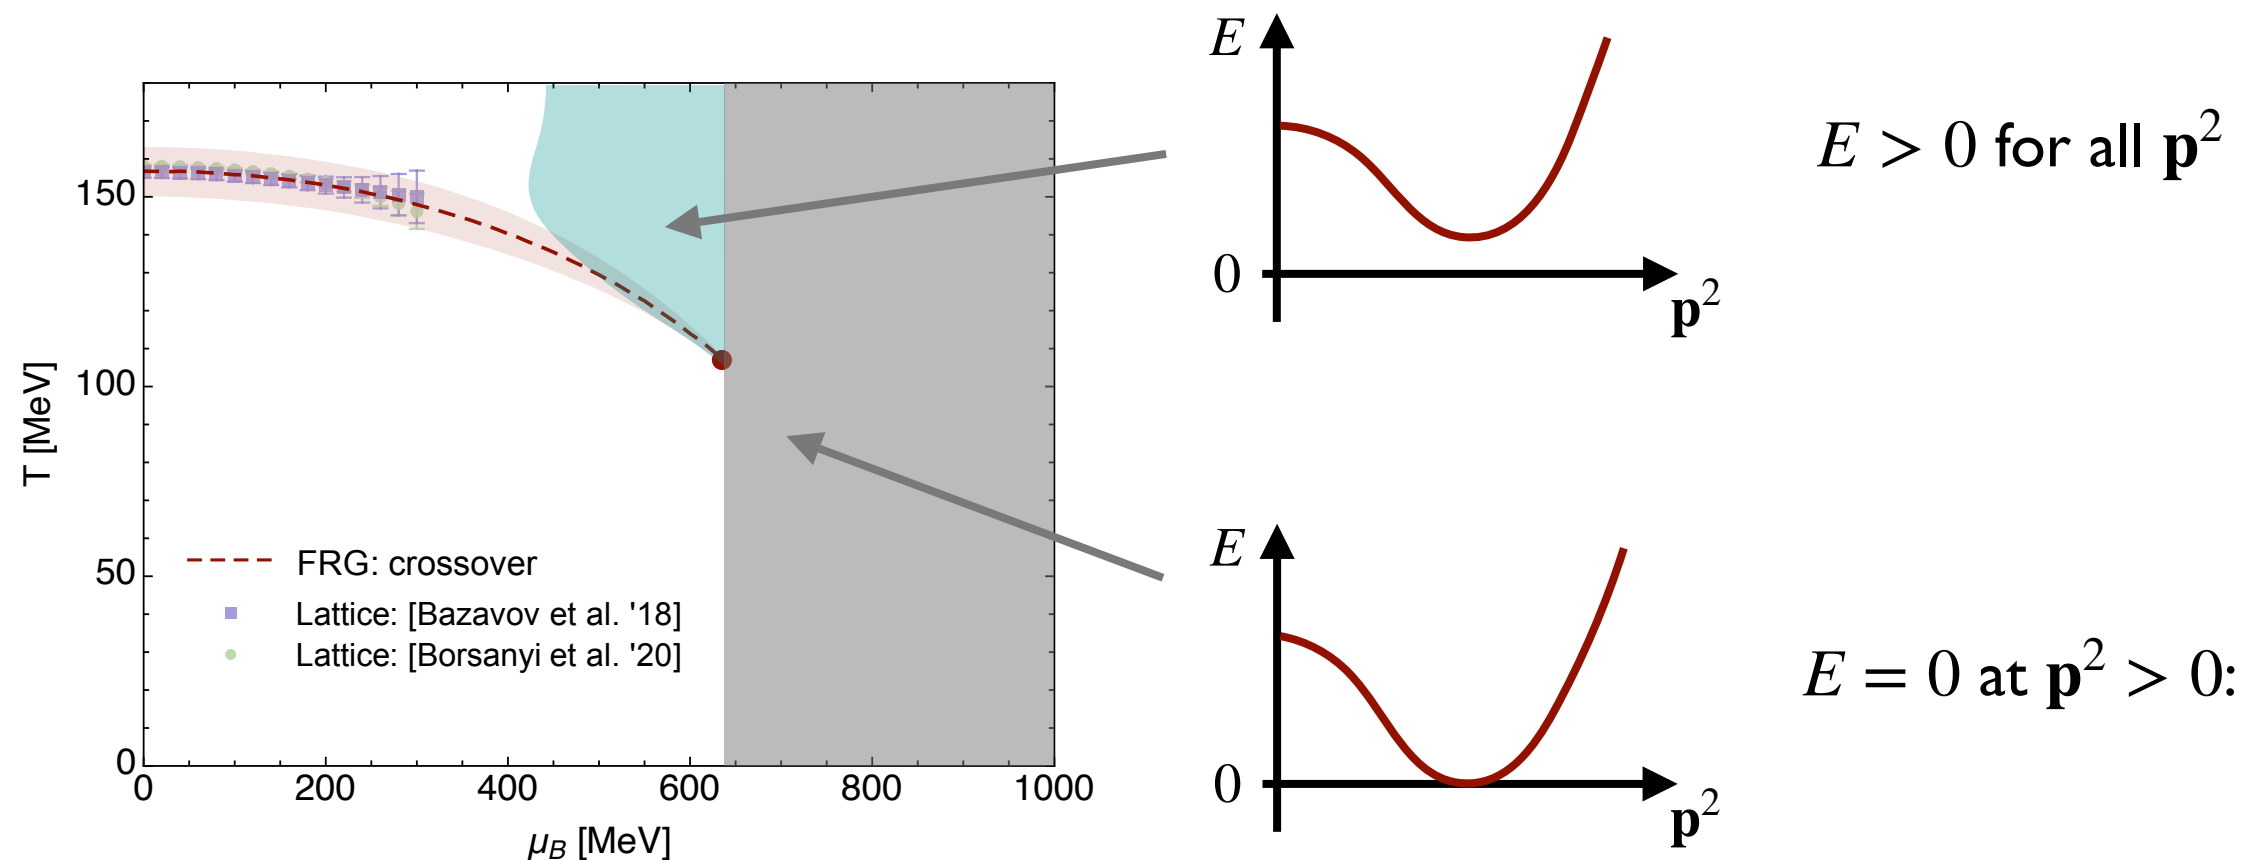 T [MeV]
150
100
50
0
0 200 400 600 800 1000
μ_B [MeV]
FRG: crossover
Lattice: [Bazavov et al. '18]
Lattice: [Borsanyi et al. '20]
E
0
𝐩²
E > 0 for all 𝐩²
E
0
𝐩²
E = 0 at 𝐩² > 0: